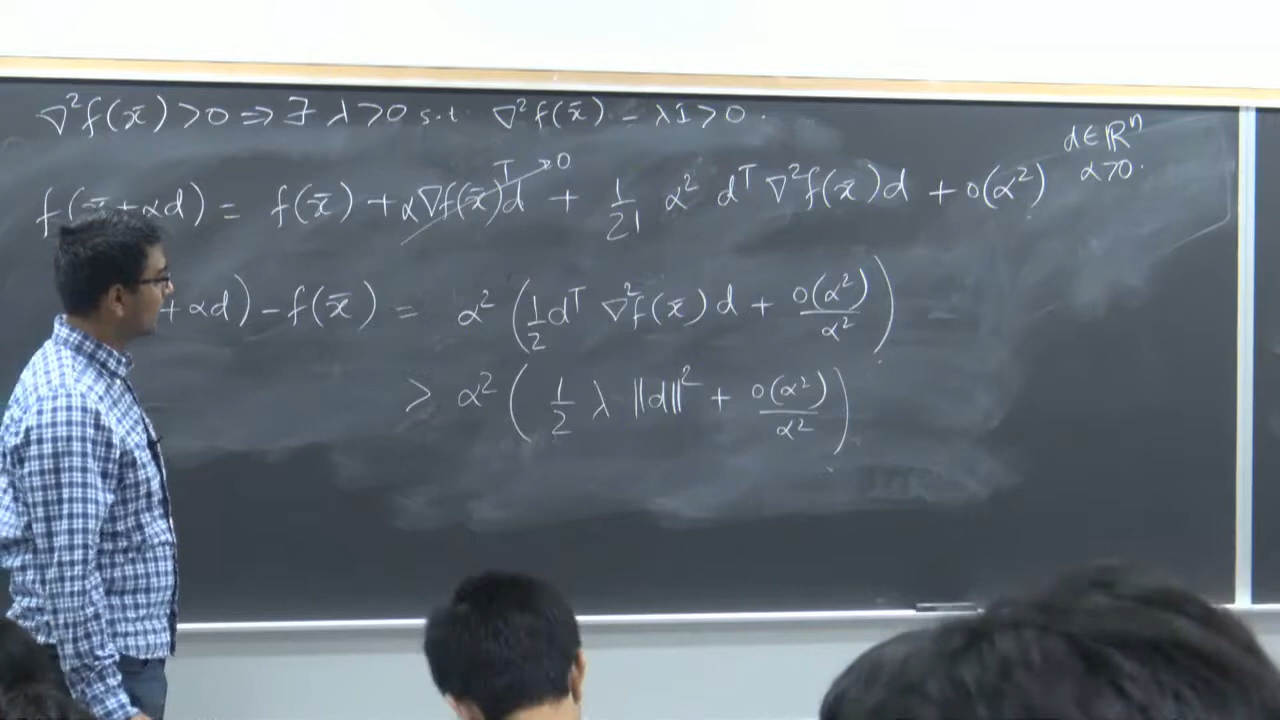 ∇²f(x̄) > 0 ⇒ ∃ λ > 0 s.t. ∇²f(x̄) - λI > 0.
d ∈ ℝⁿ
α > 0.
f(x̄ + αd) = f(x̄) + α∇f(x̄)ᵀd → 0 + 1/2! α² dᵀ ∇²f(x̄)d + o(α²)
+ αd) - f(x̄) = α² (1/2 dᵀ ∇²f(x̄)d + o(α²)/α²)
> α² (1/2 λ ‖d‖² + o(α²)/α²)